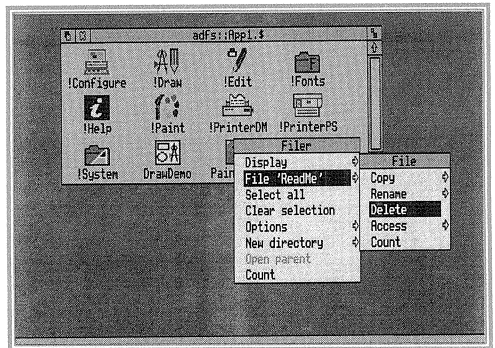 adfs::App1.$
!Configure !Draw !Edit !Fonts
!Help !Paint !PrinterDM !PrinterPS
!System DrawDemo
Filer
Display
File 'ReadMe'
Select all
Clear selection
Options
New directory
Open parent
Count
File
Copy
Rename
Delete
Access
Count